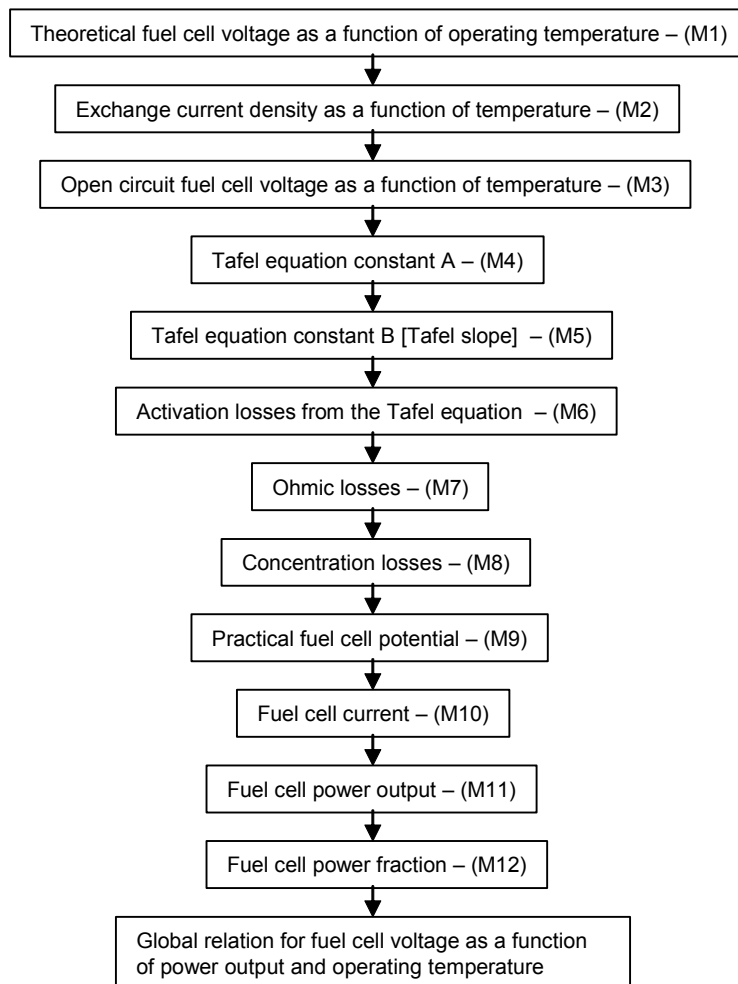 Theoretical fuel cell voltage as a function of operating temperature – (M1)
Exchange current density as a function of temperature – (M2)
Open circuit fuel cell voltage as a function of temperature – (M3)
Tafel equation constant A – (M4)
Tafel equation constant B [Tafel slope] – (M5)
Activation losses from the Tafel equation – (M6)
Ohmic losses – (M7)
Concentration losses – (M8)
Practical fuel cell potential – (M9)
Fuel cell current – (M10)
Fuel cell power output – (M11)
Fuel cell power fraction – (M12)
Global relation for fuel cell voltage as a function
of power output and operating temperature